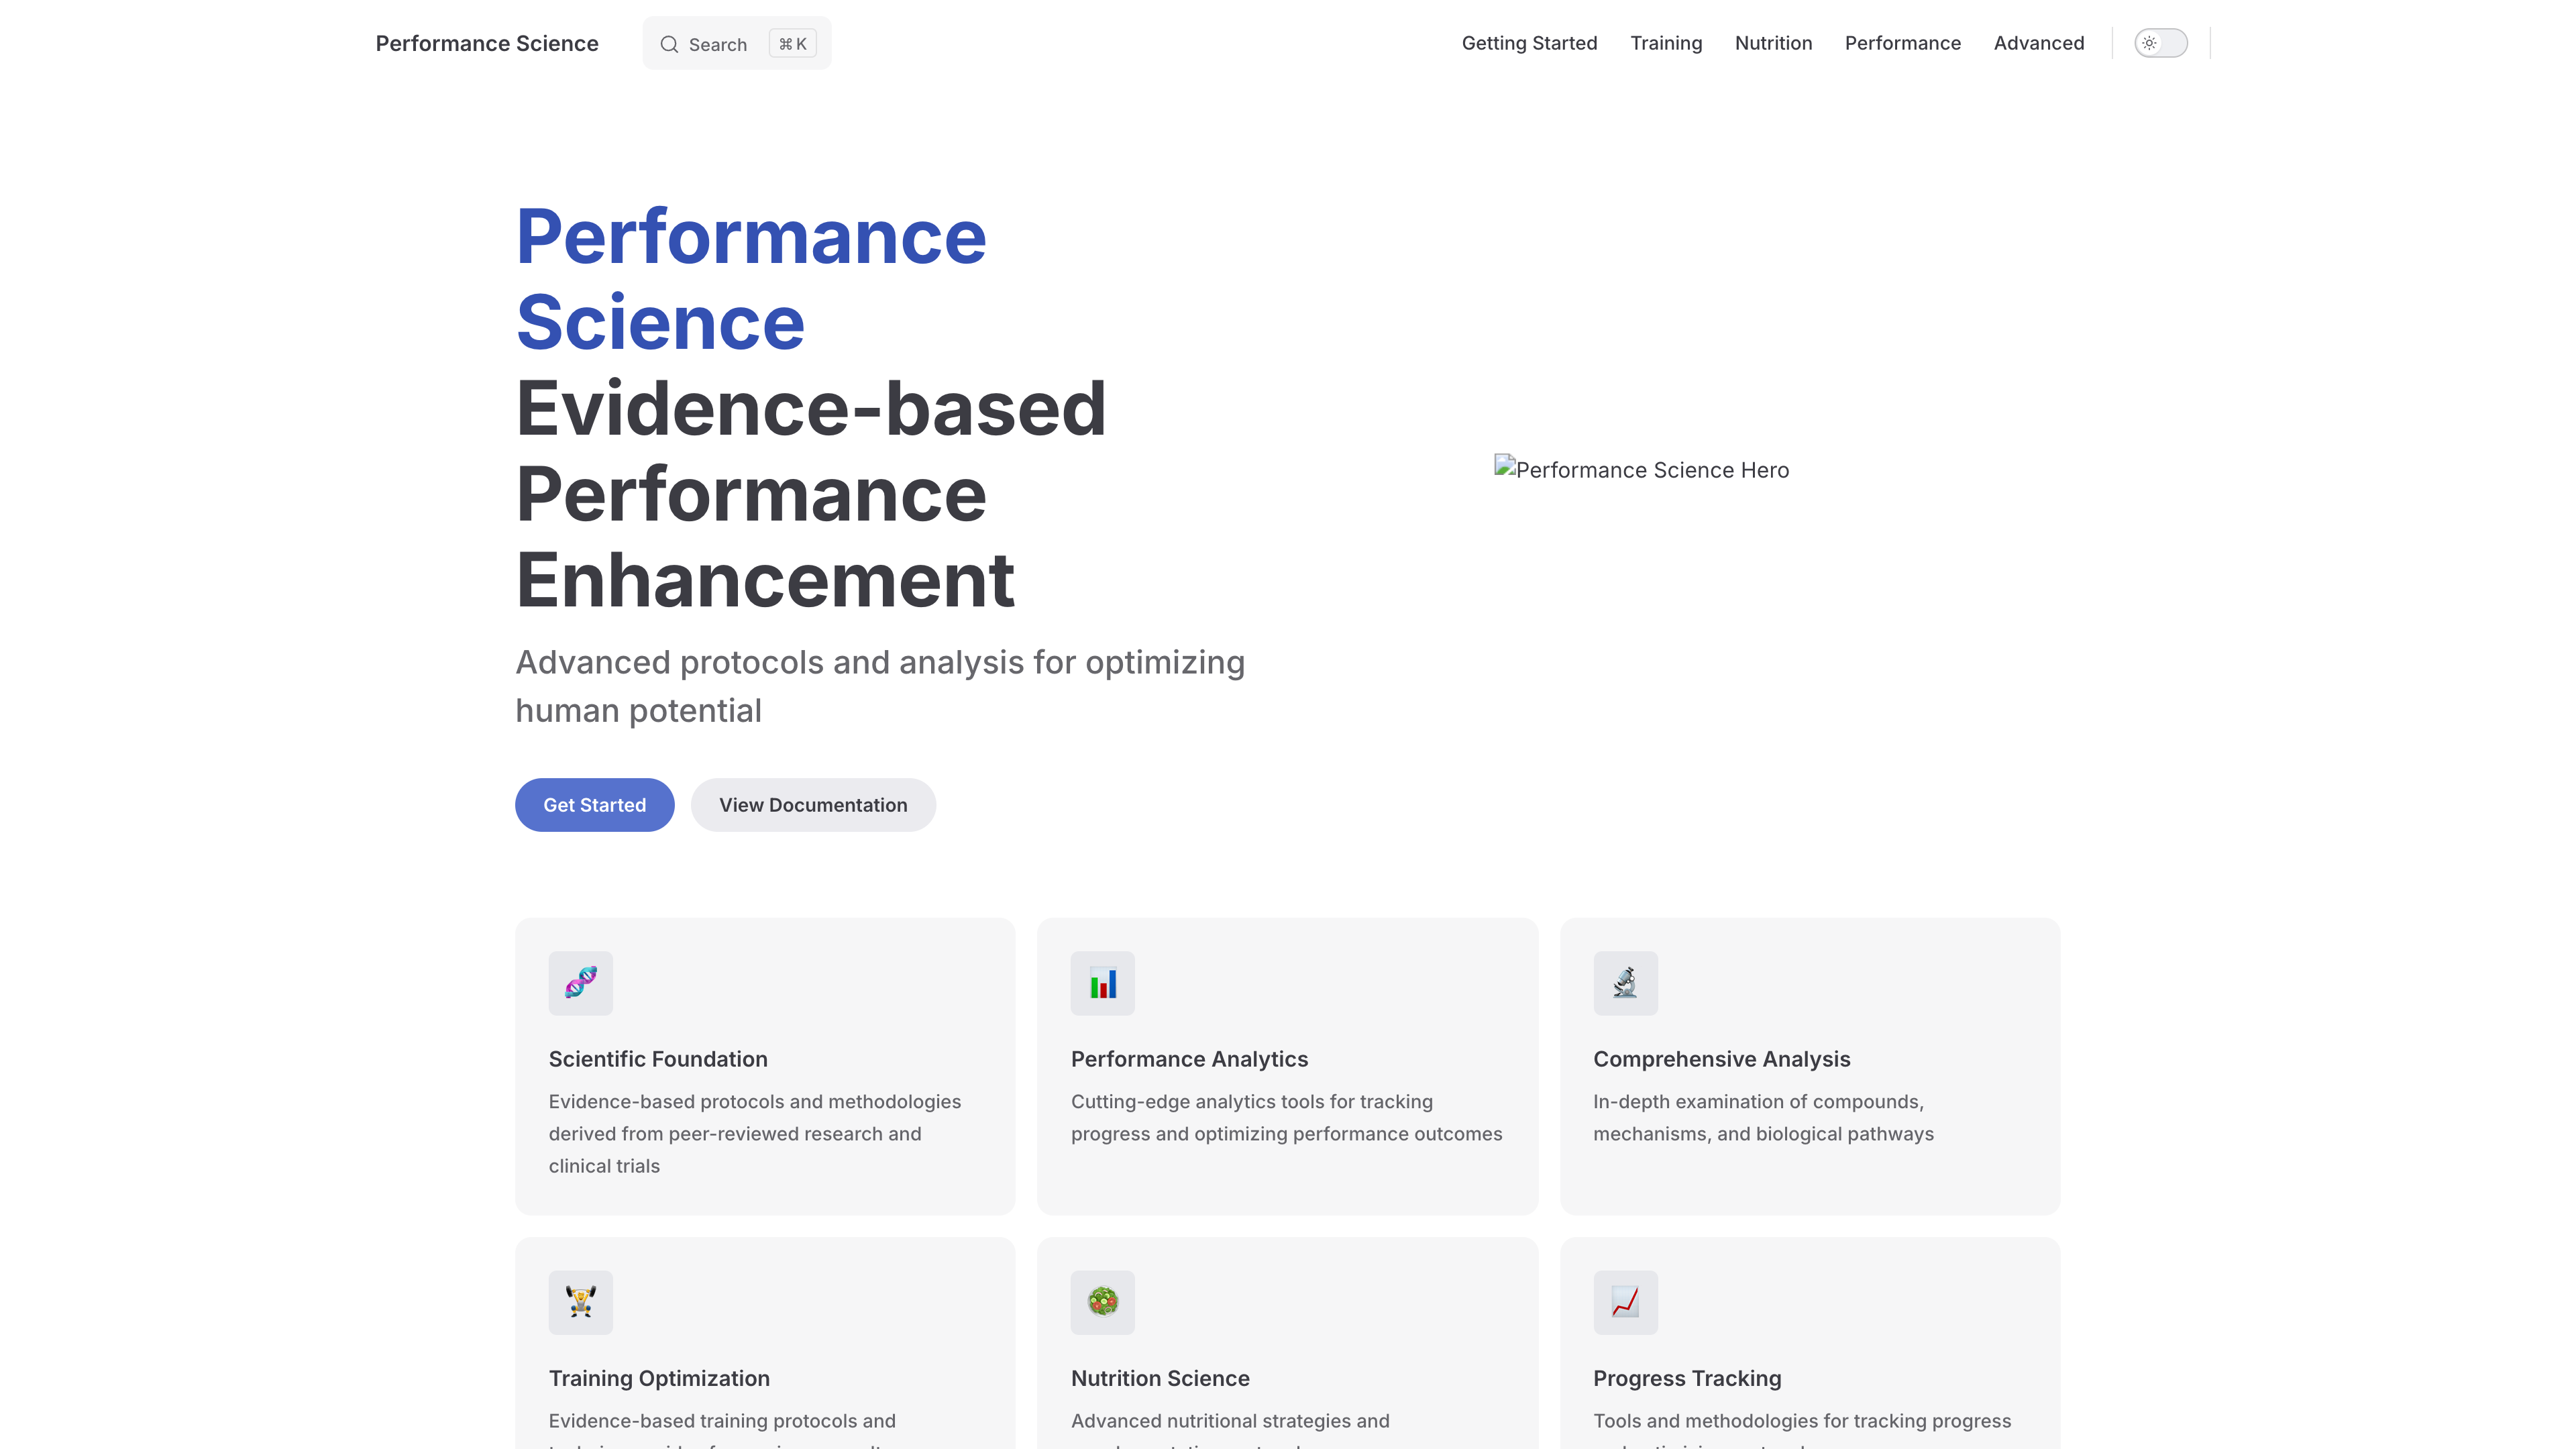 Performance Science
Search
⌘ K
Getting Started
Training
Nutrition
Performance
Advanced
Performance
Science
Evidence-based
Performance
Enhancement
Advanced protocols and analysis for optimizing
human potential
Performance Science Hero
Get Started
View Documentation
Scientific Foundation
Evidence-based protocols and methodologies
derived from peer-reviewed research and
clinical trials
Performance Analytics
Cutting-edge analytics tools for tracking
progress and optimizing performance outcomes
Comprehensive Analysis
In-depth examination of compounds,
mechanisms, and biological pathways
Training Optimization
Evidence-based training protocols and
Nutrition Science
Advanced nutritional strategies and
Progress Tracking
Tools and methodologies for tracking progress